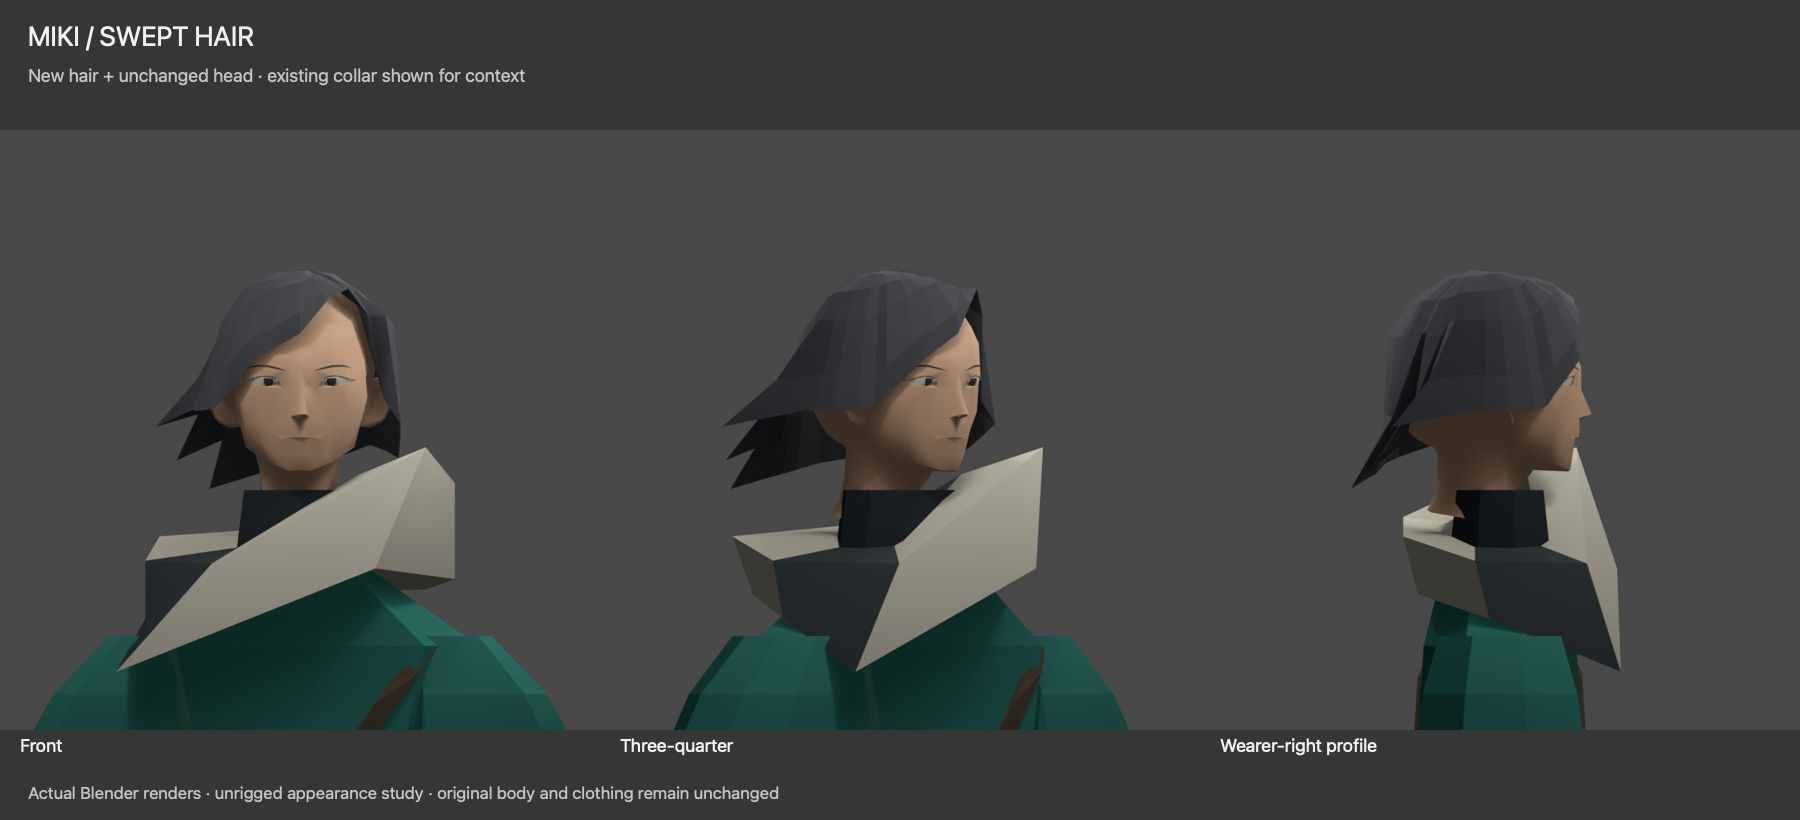 MIKI / SWEPT HAIR
New hair + unchanged head · existing collar shown for context
Front
Three-quarter
Wearer-right profile
Actual Blender renders · unrigged appearance study · original body and clothing remain unchanged